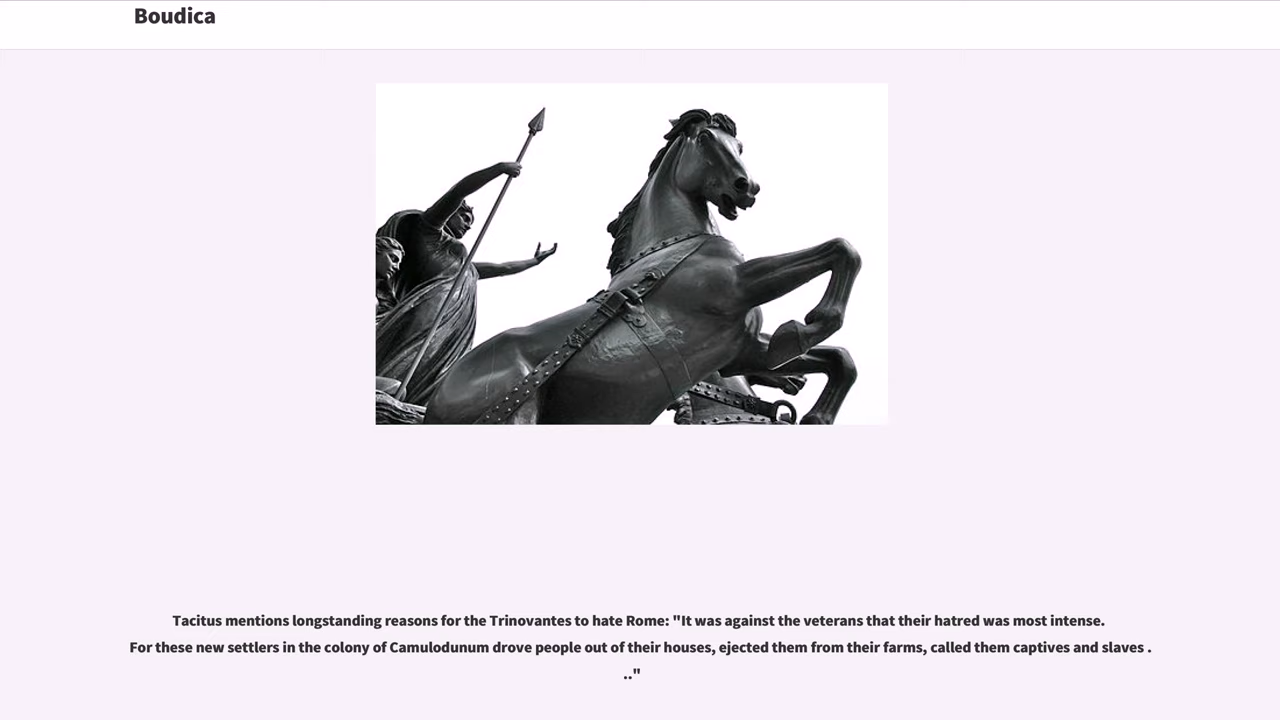 Boudica
Tacitus mentions longstanding reasons for the Trinovantes to hate Rome: "It was against the veterans that their hatred was most intense.
For these new settlers in the colony of Camulodunum drove people out of their houses, ejected them from their farms, called them captives and slaves .
.."